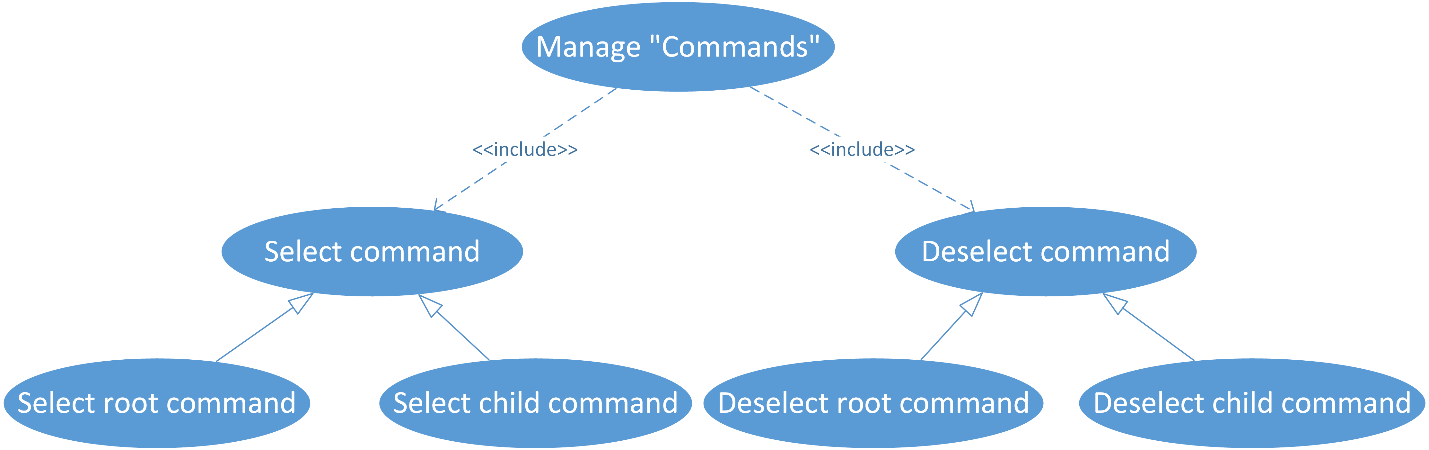 Manage "Commands"
<<include>>
<<include>>
Select command
Deselect command
Select root command
Select child command
Deselect root command
Deselect child command